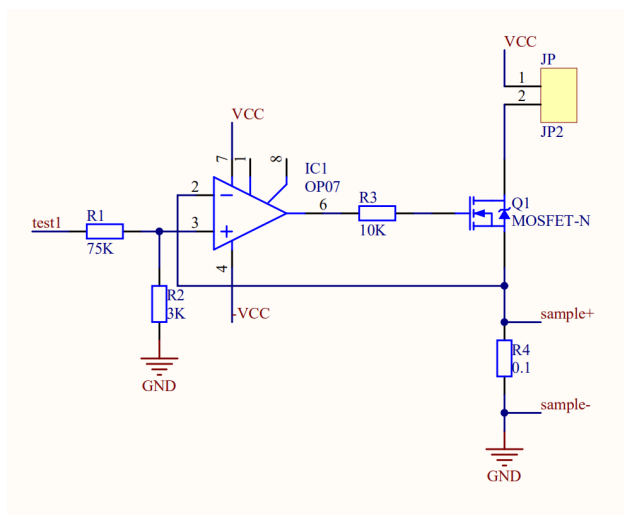 VCC
JP
1
2
JP2
VCC
7
1
8
IC1
OP07
2
3
6
4
-VCC
test1
R1
75K
R2
3K
GND
R3
10K
Q1
MOSFET-N
sample+
R4
0.1
sample-
GND